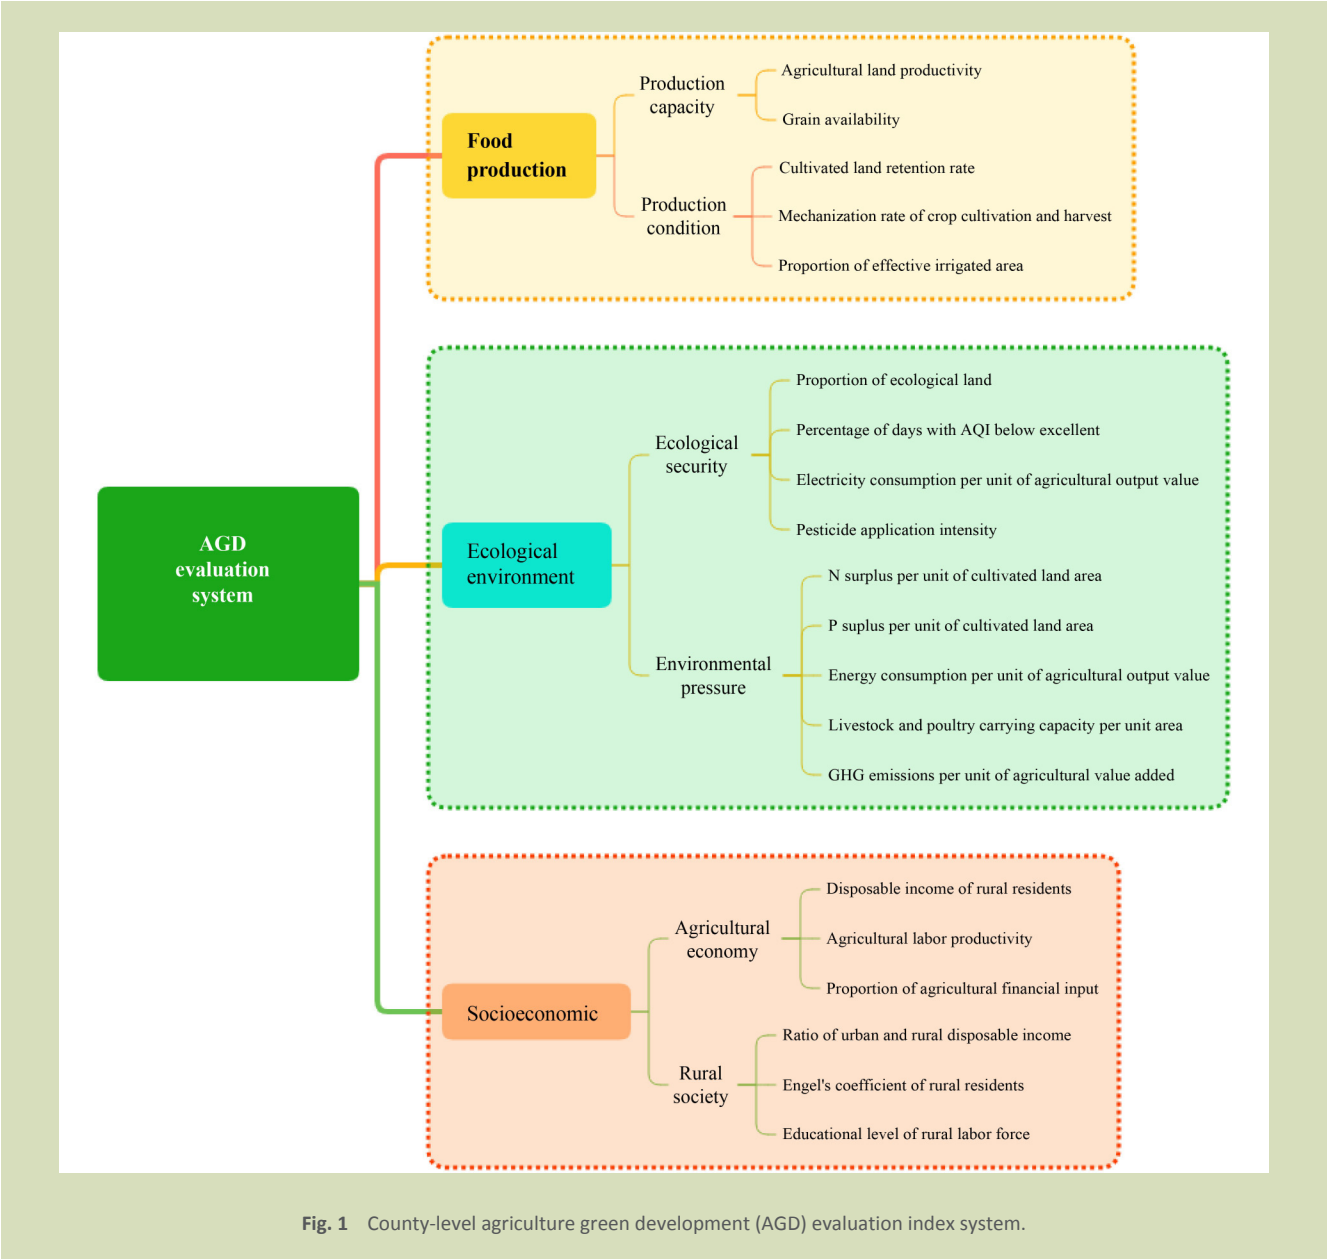 AGD
evaluation
system
Food
production
Production
capacity
Agricultural land productivity
Grain availability
Production
condition
Cultivated land retention rate
Mechanization rate of crop cultivation and harvest
Proportion of effective irrigated area
Ecological
environment
Ecological
security
Proportion of ecological land
Percentage of days with AQI below excellent
Electricity consumption per unit of agricultural output value
Pesticide application intensity
Environmental
pressure
N surplus per unit of cultivated land area
P suplus per unit of cultivated land area
Energy consumption per unit of agricultural output value
Livestock and poultry carrying capacity per unit area
GHG emissions per unit of agricultural value added
Socioeconomic
Agricultural
economy
Disposable income of rural residents
Agricultural labor productivity
Proportion of agricultural financial input
Rural
society
Ratio of urban and rural disposable income
Engel's coefficient of rural residents
Educational level of rural labor force
Fig. 1 County-level agriculture green development (AGD) evaluation index system.